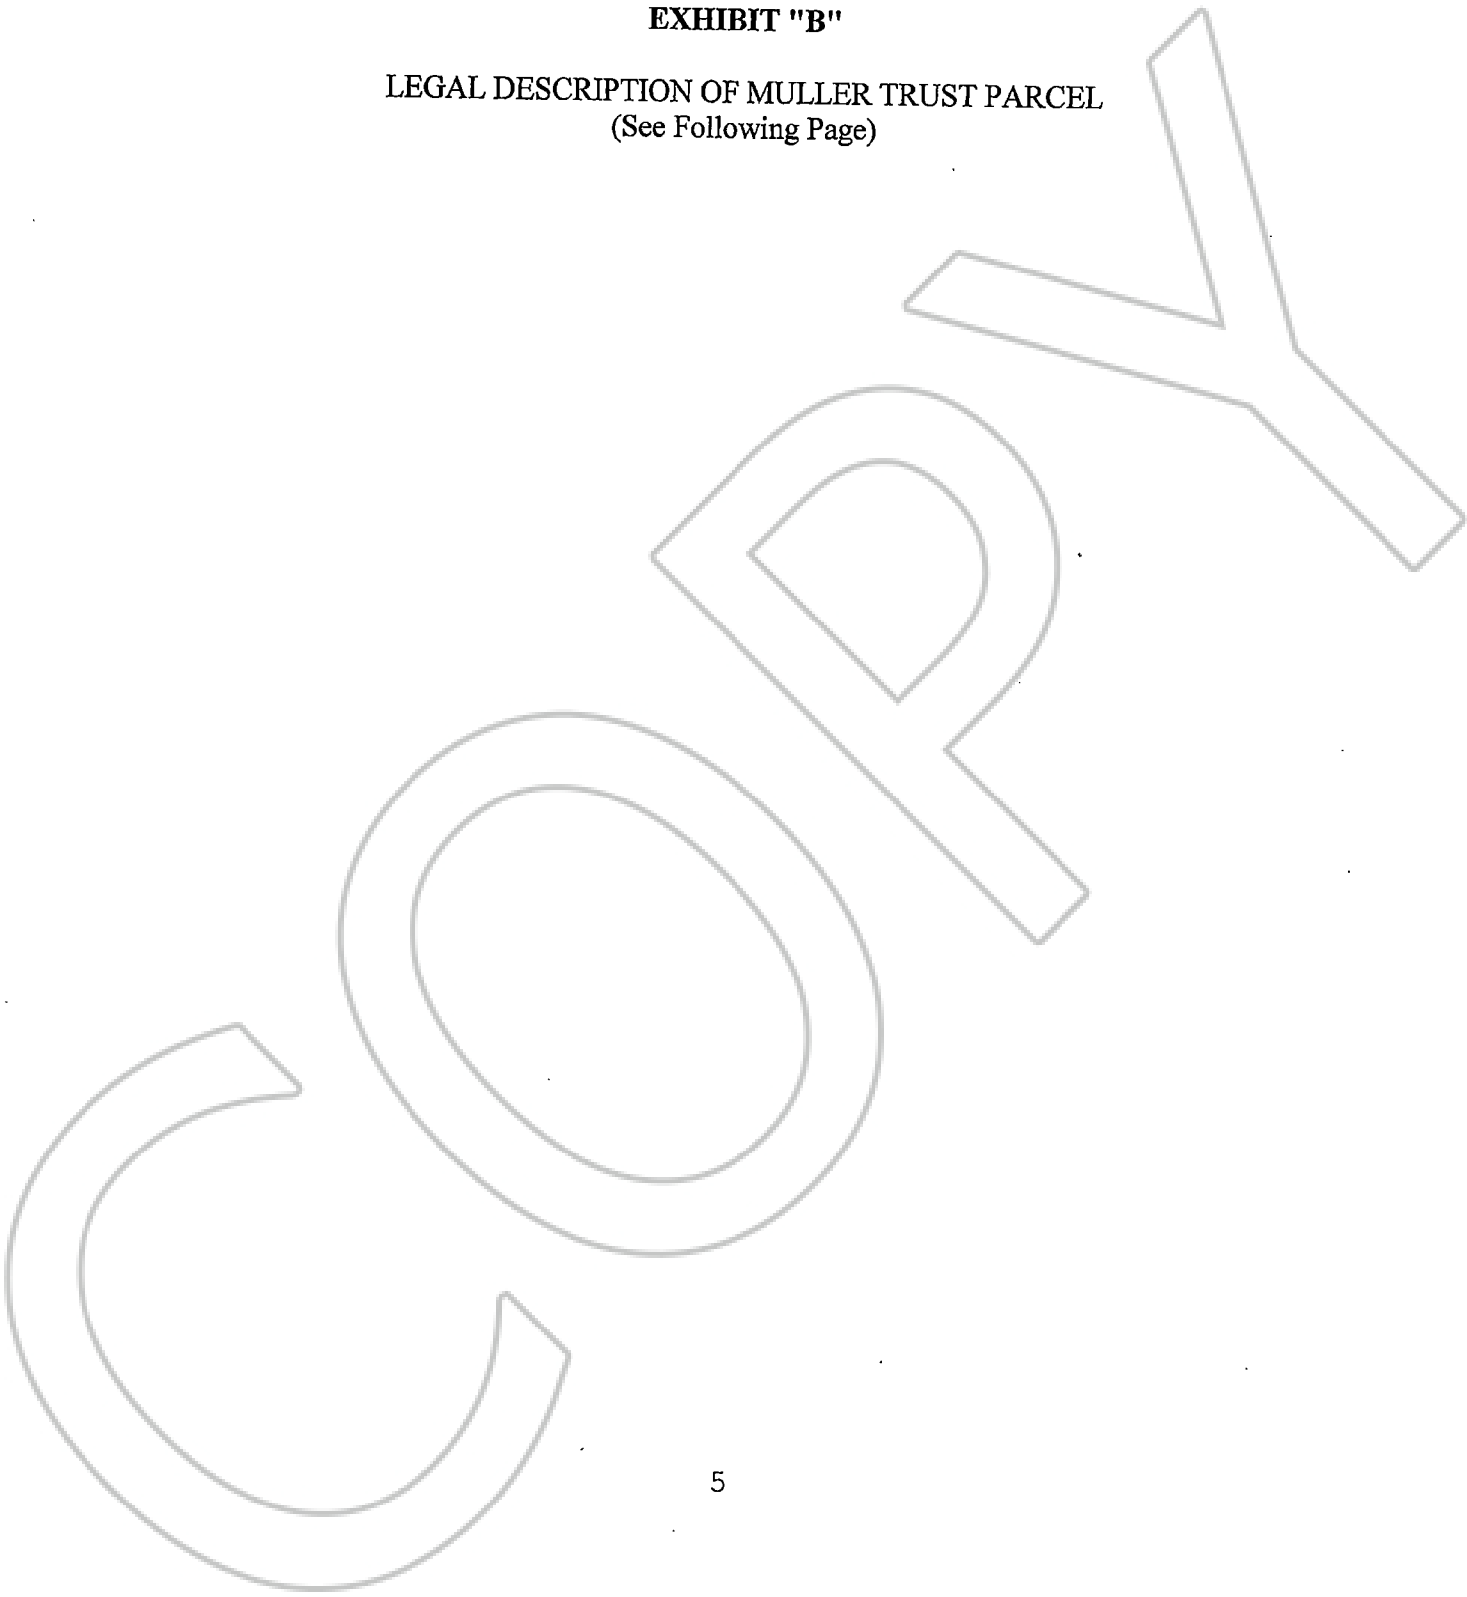 EXHIBIT "B"
LEGAL DESCRIPTION OF MULLER TRUST PARCEL
(See Following Page)
COPY
5